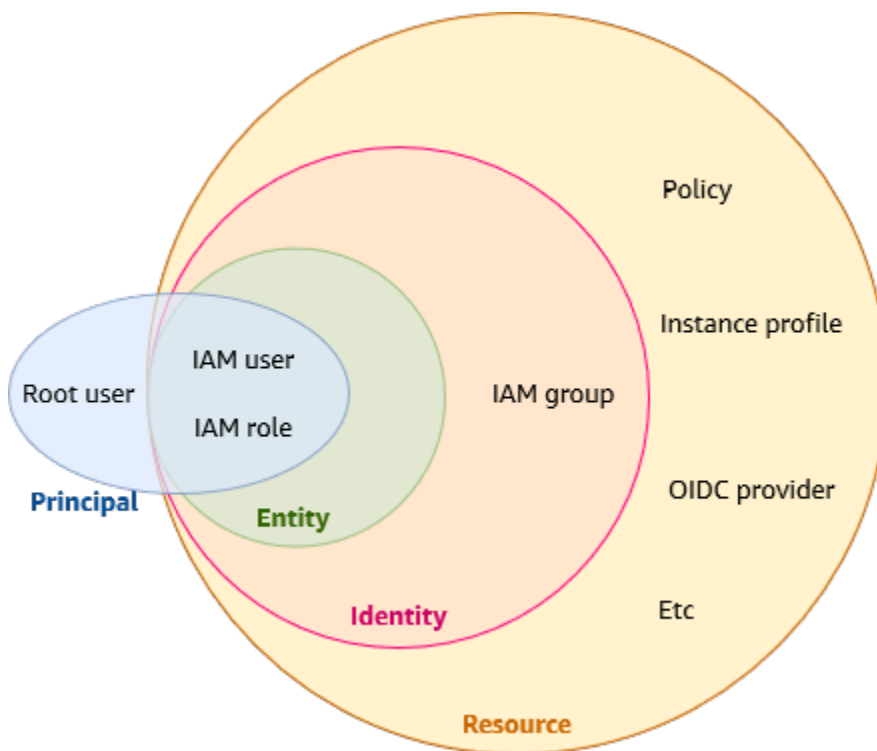 Policy
Instance profile
IAM user
Root user
IAM group
IAM role
OIDC provider
Principal
Entity
Etc
Identity
Resource